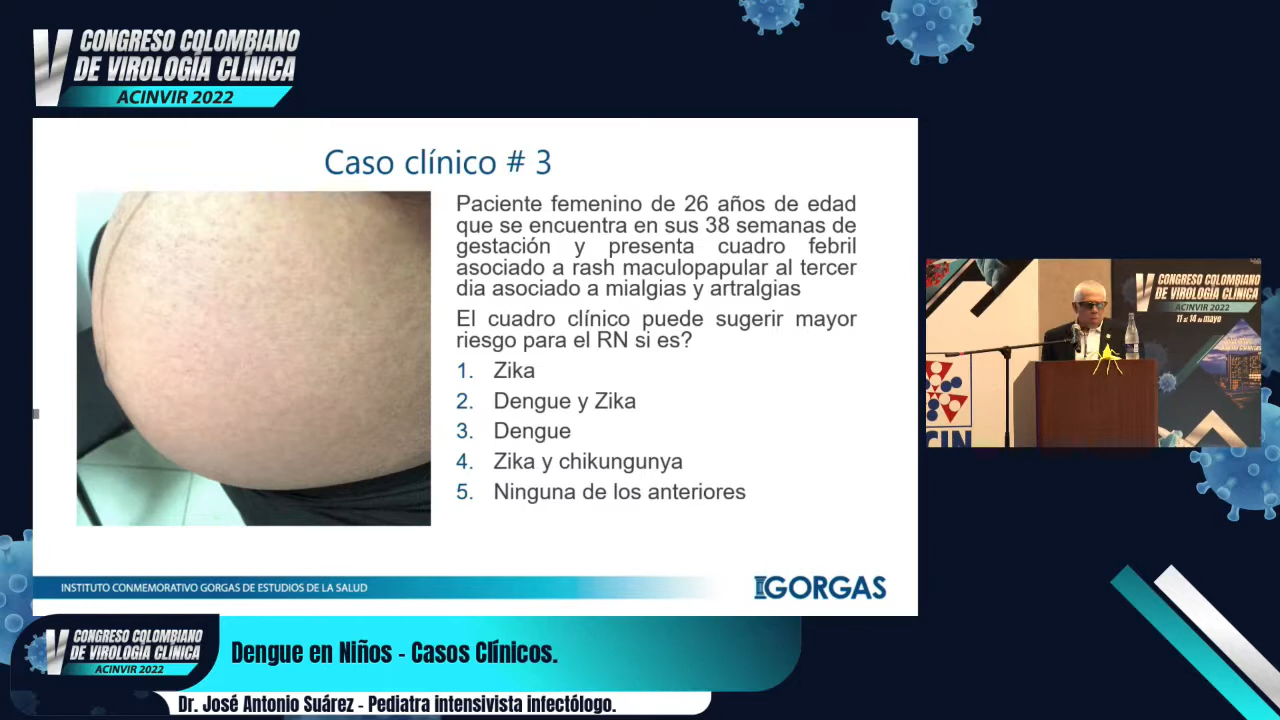 V CONGRESO COLOMBIANO
DE VIROLOGÍA CLÍNICA
ACINVIR 2022
Caso clínico # 3
Paciente femenino de 26 años de edad
que se encuentra en sus 38 semanas de
gestación y presenta cuadro febril
asociado a rash maculopapular al tercer
dia asociado a mialgias y artralgias
El cuadro clínico puede sugerir mayor
riesgo para el RN si es?
1. Zika
2. Dengue y Zika
3. Dengue
4. Zika y chikungunya
5. Ninguna de los anteriores
INSTITUTO CONMEMORATIVO GORGAS DE ESTUDIOS DE LA SALUD
GORGAS
V CONGRESO COLOMBIANO
DE VIROLOGÍA CLÍNICA
ACINVIR 2022
11 al 14 de mayo
CIN
V CONGRESO COLOMBIANO
DE VIROLOGÍA CLÍNICA
ACINVIR 2022
Dengue en Niños - Casos Clínicos.
Dr. José Antonio Suárez - Pediatra intensivista infectólogo.